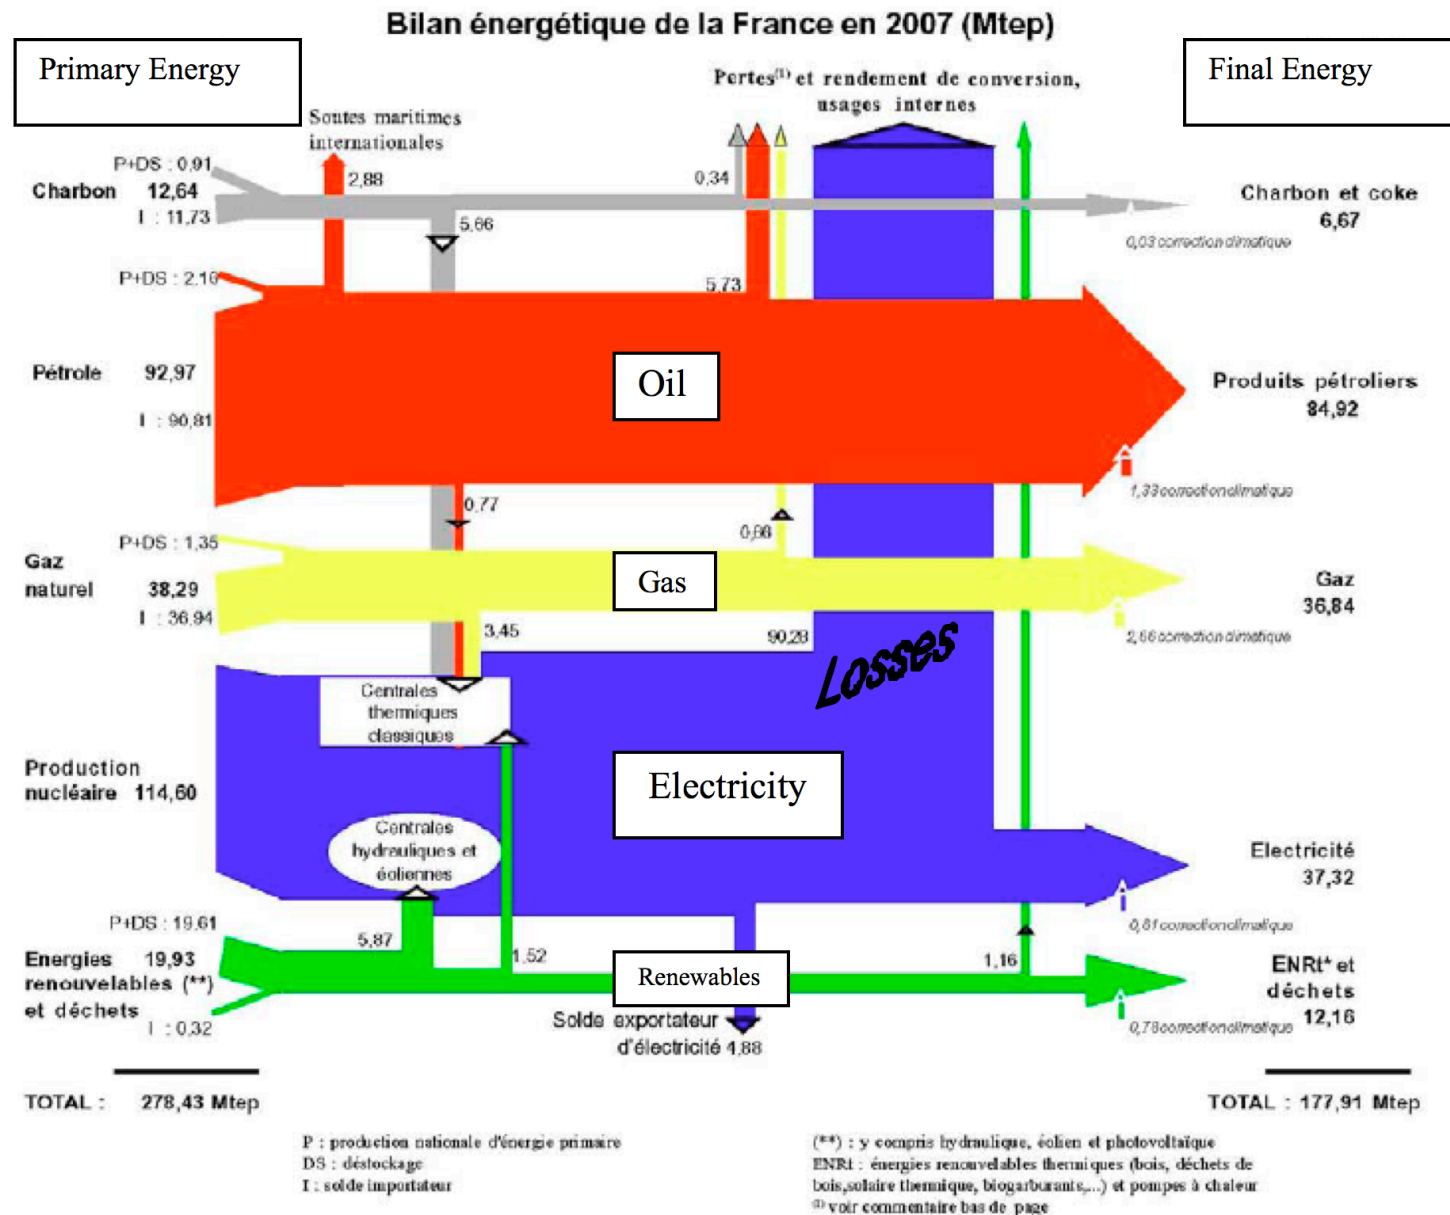 Bilan énergétique de la France en 2007 (Mtep)
Primary Energy
Final Energy
Pertes(1) et rendement de conversion,
usages internes
Soutes maritimes
internationales
P+DS : 0,91
Charbon 12,64
I : 11,73
2,88
5,66
0,34
Charbon et coke
6,67
0,03 correction climatique
P+DS : 2,16
5,73
Pétrole 92,97
I : 90,81
Oil
Produits pétroliers
84,92
1,33 correction climatique
0,77
P+DS : 1,35
0,86
Gaz
naturel 38,29
I : 36,94
Gas
Gaz
36,84
2,66 correction climatique
3,45
90,28
Losses
Centrales
thermiques
classiques
Production
nucléaire 114,60
Electricity
Centrales
hydrauliques et
éoliennes
Electricité
37,32
0,61 correction climatique
P+DS : 19,61
5,87
1,52
1,16
Energies 19,93
renouvelables (**)
et déchets
I : 0,32
Renewables
ENRt* et
déchets
12,16
0,78 correction climatique
Solde exportateur
d'électricité 4,88
TOTAL : 278,43 Mtep
TOTAL : 177,91 Mtep
P : production nationale d'énergie primaire
DS : déstockage
I : solde importateur
(**) : y compris hydraulique, éolien et photovoltaïque
ENRt : énergies renouvelables thermiques (bois, déchets de
bois,solaire thermique, biogarburants,...) et pompes à chaleur
(1) voir commentaire bas de page